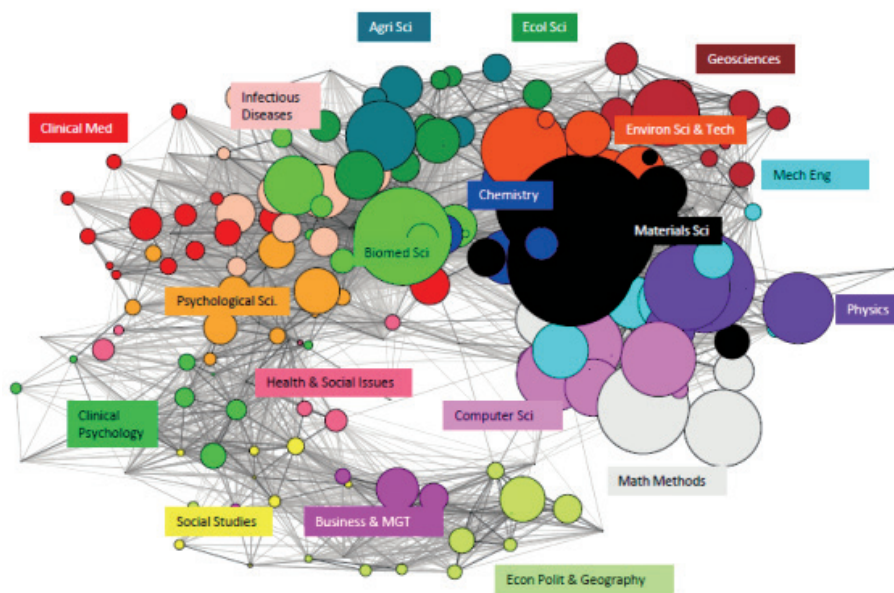 Agri Sci
Ecol Sci
Geosciences
Infectious
Diseases
Clinical Med
Environ Sci & Tech
Mech Eng
Chemistry
Materials Sci
Biomed Sci
Psychological Sci.
Physics
Health & Social Issues
Clinical
Psychology
Computer Sci
Math Methods
Social Studies
Business & MGT
Econ Polit & Geography